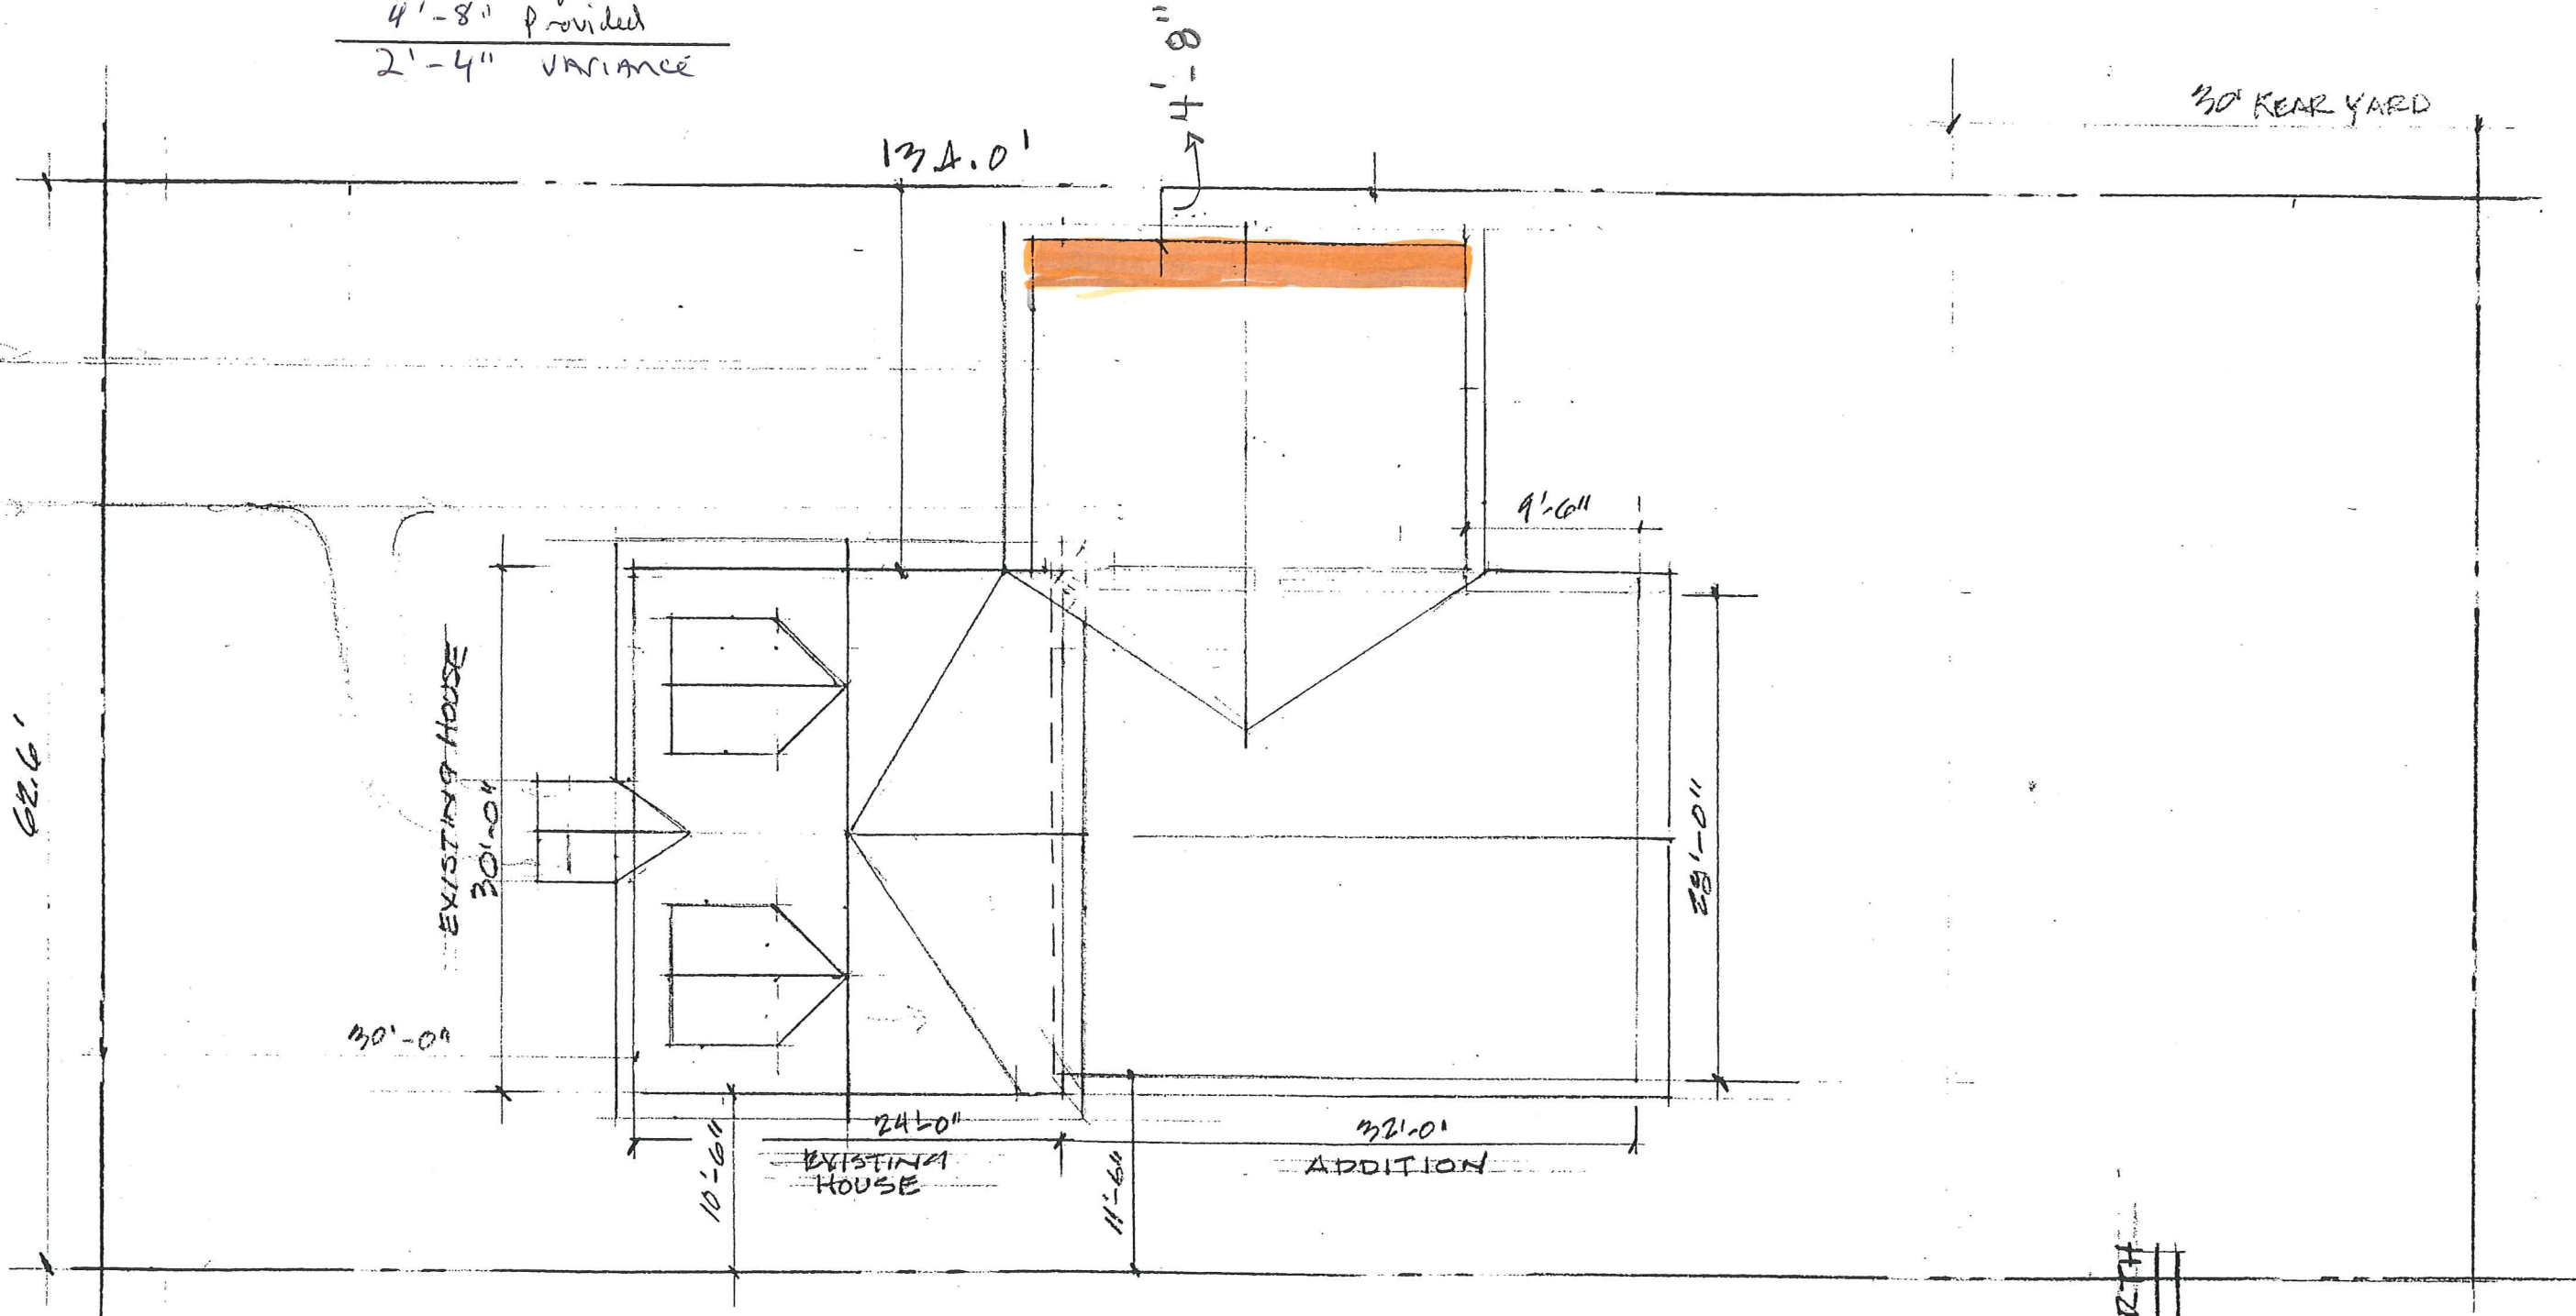 4'-8" Provided
2'-4" VARIANCE
4'-8"
30' REAR YARD
134.0'
9'-6"
EXISTING HOUSE
30'-0"
62.6'
28'-0"
30'-0"
24'-0"
EXISTING
HOUSE
32'-0'
ADDITION
10'-6"
11'-6"
RTH